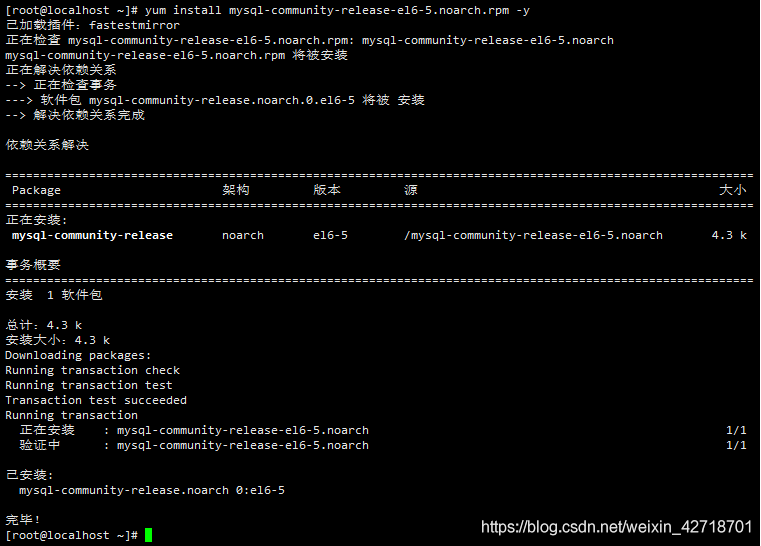 [root@localhost ~]# yum install mysql-community-release-el6-5.noarch.rpm -y
已加载插件：fastestmirror
正在检查 mysql-community-release-el6-5.noarch.rpm: mysql-community-release-el6-5.noarch
mysql-community-release-el6-5.noarch.rpm 将被安装
正在解决依赖关系
--> 正在检查事务
---> 软件包 mysql-community-release.noarch.0.el6-5 将被 安装
--> 解决依赖关系完成
依赖关系解决
================================================================================
Package 架构 版本 源 大小
================================================================================
正在安装:
mysql-community-release noarch el6-5 /mysql-community-release-el6-5.noarch 4.3 k
事务概要
================================================================================
安装 1 软件包
总计：4.3 k
安装大小：4.3 k
Downloading packages:
Running transaction check
Running transaction test
Transaction test succeeded
Running transaction
正在安装 : mysql-community-release-el6-5.noarch 1/1
验证中 : mysql-community-release-el6-5.noarch 1/1
已安装:
mysql-community-release.noarch 0:el6-5
完毕！
[root@localhost ~]#
https://blog.csdn.net/weixin_42718701